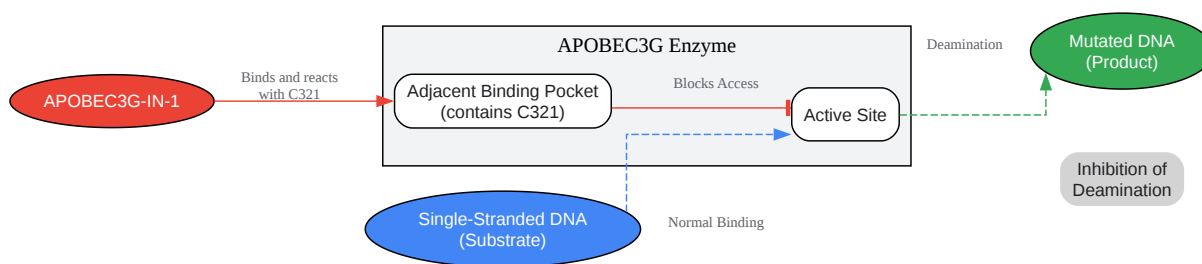 APOBEC3G Enzyme
Deamination
Mutated DNA
(Product)
Binds and reacts
with C321
APOBEC3G-IN-1
Adjacent Binding Pocket
(contains C321)
Blocks Access
Active Site
Inhibition of
Deamination
Single-Stranded DNA
(Substrate)
Normal Binding